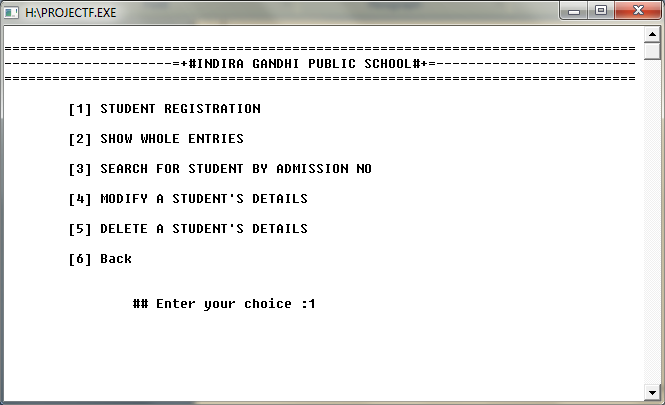 H:\PROJECTF.EXE
===============================================================================
---------------------=+#INDIRA GANDHI PUBLIC SCHOOL#+=-------------------------
===============================================================================
[1] STUDENT REGISTRATION
[2] SHOW WHOLE ENTRIES
[3] SEARCH FOR STUDENT BY ADMISSION NO
[4] MODIFY A STUDENT'S DETAILS
[5] DELETE A STUDENT'S DETAILS
[6] Back
## Enter your choice :1